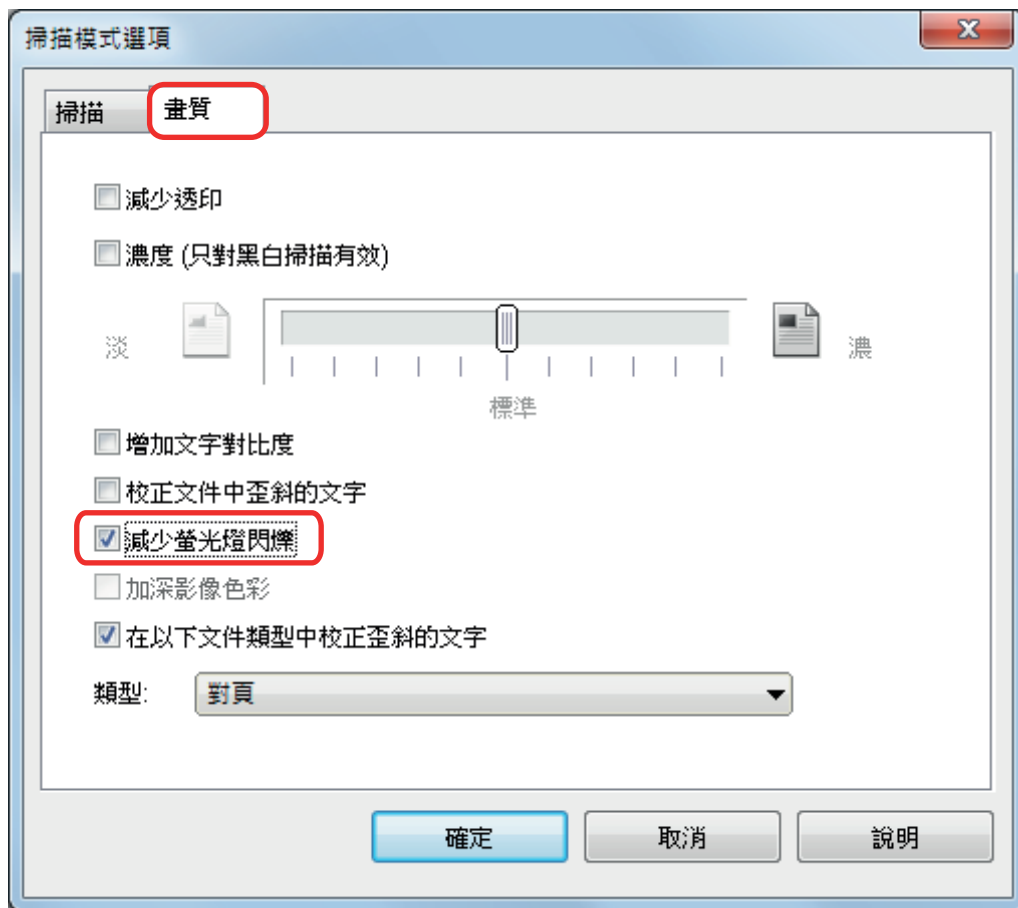 掃描模式選項
掃描 畫質
減少透印
濃度 (只對黑白掃描有效)
淡 濃
標準
增加文字對比度
校正文件中歪斜的文字
減少螢光燈閃爍
加深影像色彩
在以下文件類型中校正歪斜的文字
類型: 對頁
確定 取消 說明